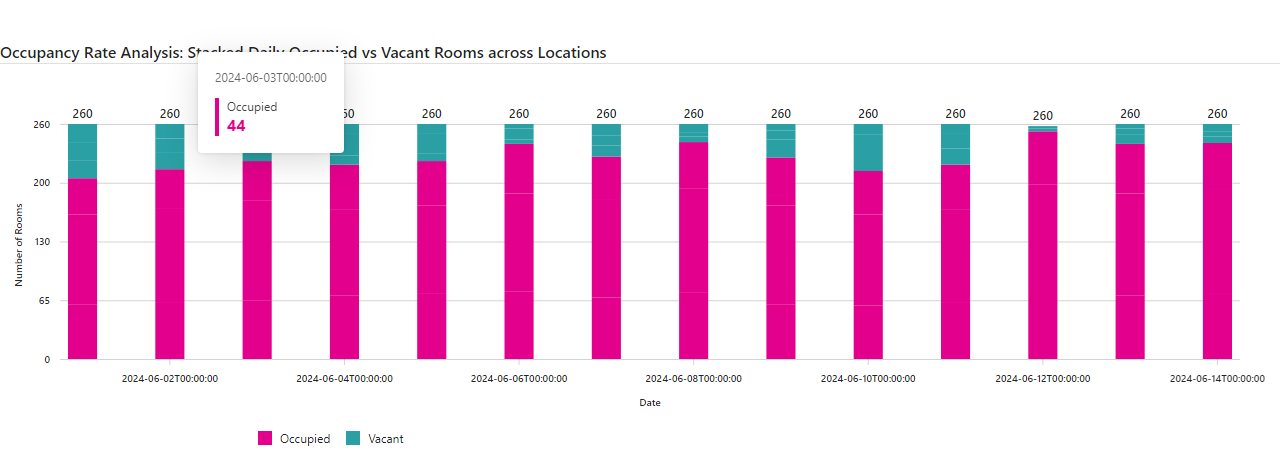 Occupancy Rate Analysis: Stacked Daily Occupied vs Vacant Rooms across Locations
2024-06-03T00:00:00
Occupied
44
260 260 260 260 260 260 260 260 260 260 260 260
260
200
130
65
0
Number of Rooms
2024-06-02T00:00:00 2024-06-04T00:00:00 2024-06-06T00:00:00 2024-06-08T00:00:00 2024-06-10T00:00:00 2024-06-12T00:00:00 2024-06-14T00:00:00
Date
Occupied Vacant